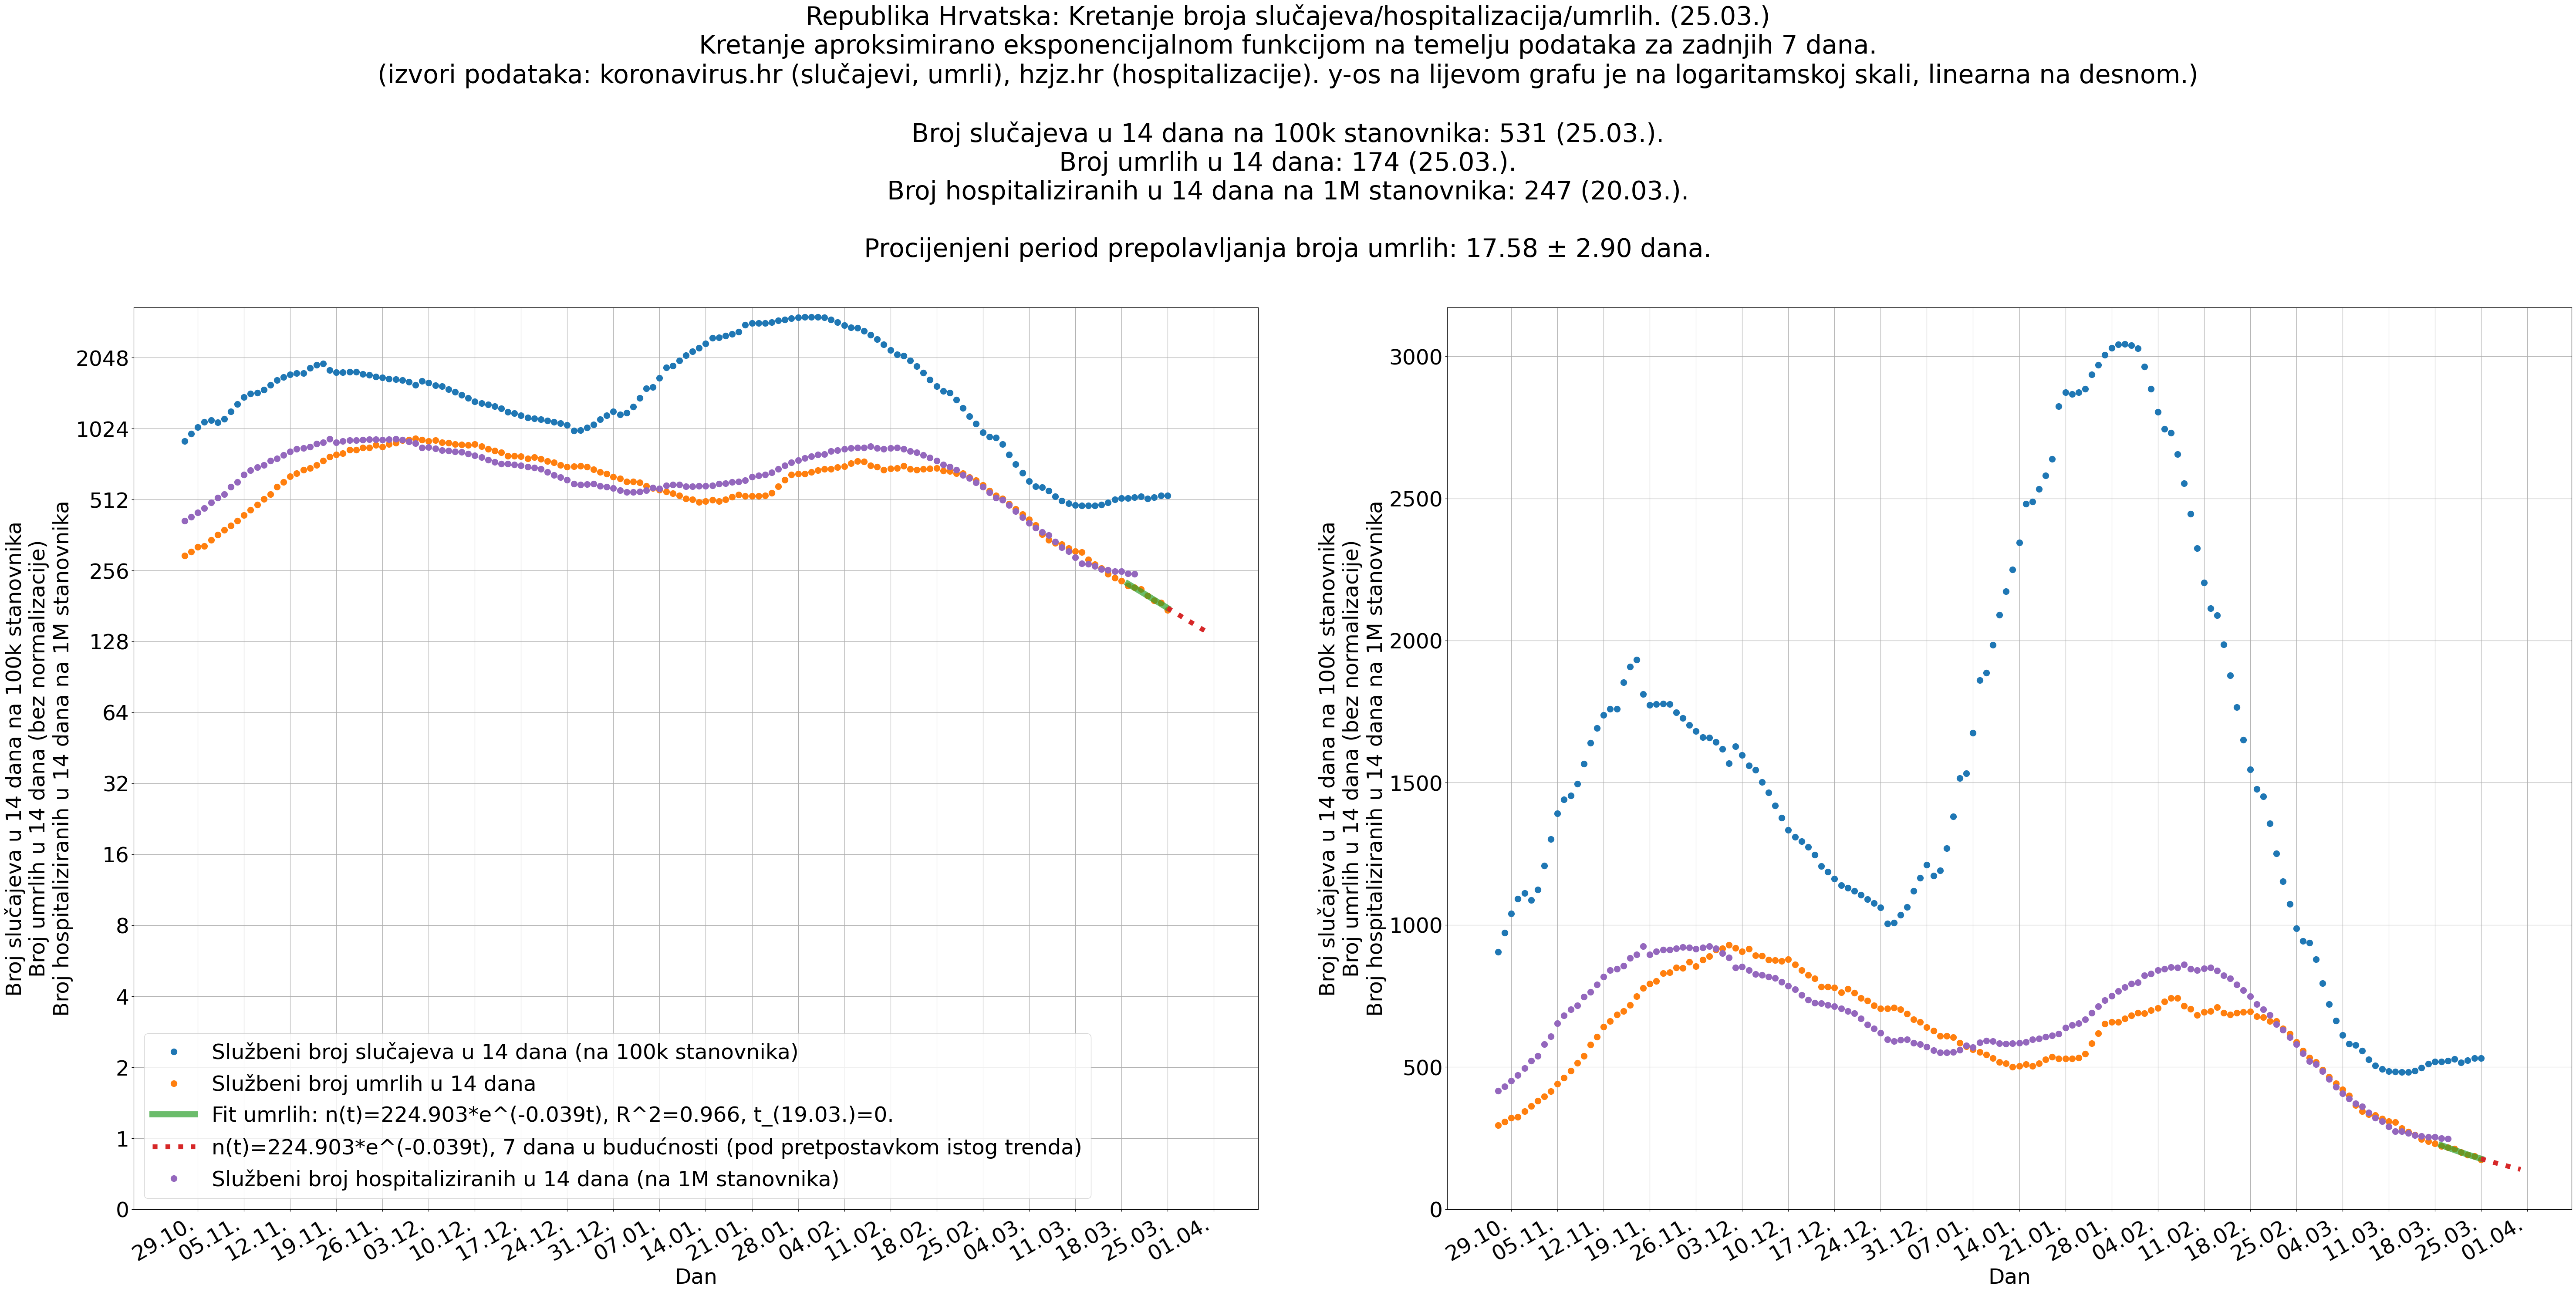 Republika Hrvatska: Kretanje broja slučajeva/hospitalizacija/umrlih. (25.03.)
Kretanje aproksimirano eksponencijalnom funkcijom na temelju podataka za zadnjih 7 dana.
(izvori podataka: koronavirus.hr (slučajevi, umrli), hzjz.hr (hospitalizacije). y-os na lijevom grafu je na logaritamskoj skali, linearna na desnom.)
Broj slučajeva u 14 dana na 100k stanovnika: 531 (25.03.).
Broj umrlih u 14 dana: 174 (25.03.).
Broj hospitaliziranih u 14 dana na 1M stanovnika: 247 (20.03.).
Procijenjeni period prepolavljanja broja umrlih: 17.58 ± 2.90 dana.
Broj slučajeva u 14 dana na 100k stanovnika
Broj umrlih u 14 dana (bez normalizacije)
Broj hospitaliziranih u 14 dana na 1M stanovnika
2048
1024
512
256
128
64
32
16
8
4
2
1
0
Službeni broj slučajeva u 14 dana (na 100k stanovnika)
Službeni broj umrlih u 14 dana
Fit umrlih: n(t)=224.903*e^(-0.039t), R^2=0.966, t_(19.03.)=0.
n(t)=224.903*e^(-0.039t), 7 dana u budućnosti (pod pretpostavkom istog trenda)
Službeni broj hospitaliziranih u 14 dana (na 1M stanovnika)
29.10. 05.11. 12.11. 19.11. 26.11. 03.12. 10.12. 17.12. 24.12. 31.12. 07.01. 14.01. 21.01. 28.01. 04.02. 11.02. 18.02. 25.02. 04.03. 11.03. 18.03. 25.03. 01.04.
Dan
Broj slučajeva u 14 dana na 100k stanovnika
Broj umrlih u 14 dana (bez normalizacije)
Broj hospitaliziranih u 14 dana na 1M stanovnika
3000
2500
2000
1500
1000
500
0
29.10. 05.11. 12.11. 19.11. 26.11. 03.12. 10.12. 17.12. 24.12. 31.12. 07.01. 14.01. 21.01. 28.01. 04.02. 11.02. 18.02. 25.02. 04.03. 11.03. 18.03. 25.03. 01.04.
Dan